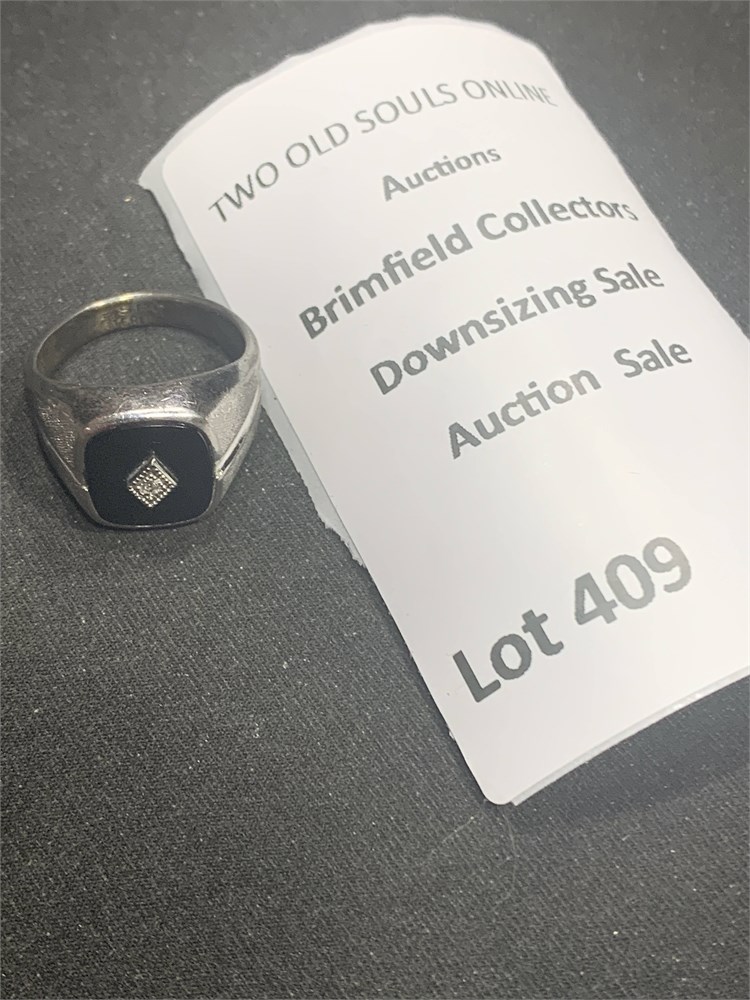 TWO OLD SOULS ONLINE
Auctions
Brimfield Collectors
Downsizing Sale
Auction Sale
Lot 409